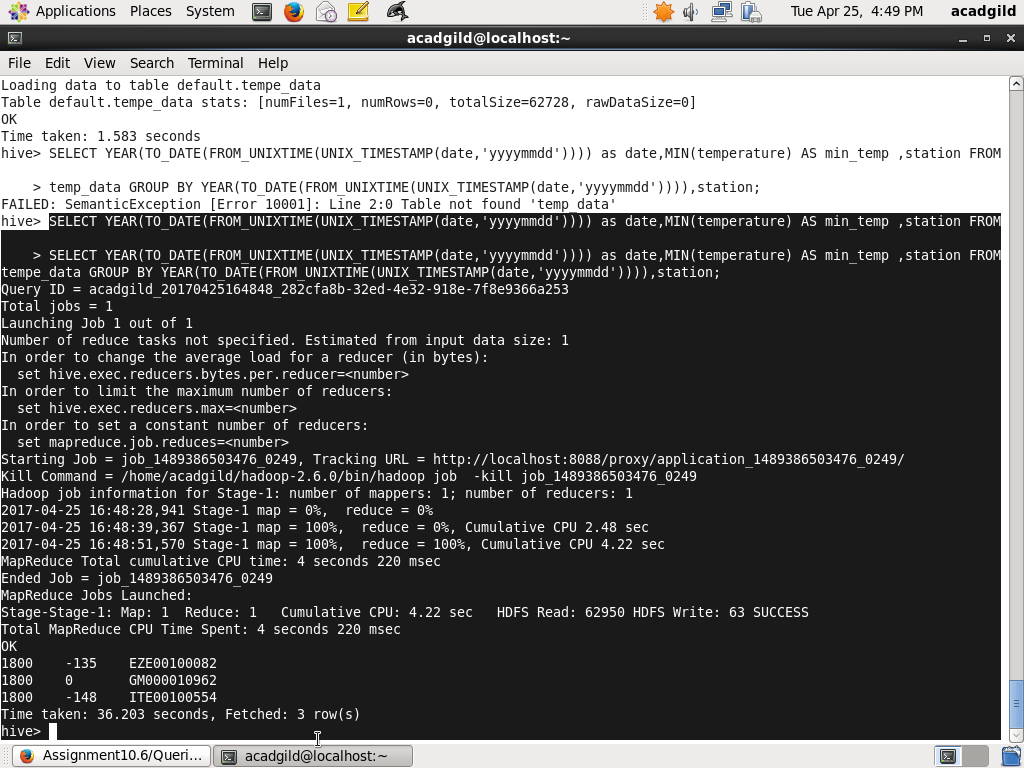 Applications Places System Tue Apr 25, 4:49 PM acadgild
acadgild@localhost:~
File Edit View Search Terminal Help
Loading data to table default.tempe_data
Table default.tempe_data stats: [numFiles=1, numRows=0, totalSize=62728, rawDataSize=0]
OK
Time taken: 1.583 seconds
hive> SELECT YEAR(TO_DATE(FROM_UNIXTIME(UNIX_TIMESTAMP(date,'yyyymmdd')))) as date,MIN(temperature) AS min_temp ,station FROM
    > temp_data GROUP BY YEAR(TO_DATE(FROM_UNIXTIME(UNIX_TIMESTAMP(date,'yyyymmdd')))),station;
FAILED: SemanticException [Error 10001]: Line 2:0 Table not found 'temp_data'
hive> SELECT YEAR(TO_DATE(FROM_UNIXTIME(UNIX_TIMESTAMP(date,'yyyymmdd')))) as date,MIN(temperature) AS min_temp ,station FROM
    > SELECT YEAR(TO_DATE(FROM_UNIXTIME(UNIX_TIMESTAMP(date,'yyyymmdd')))) as date,MIN(temperature) AS min_temp ,station FROM
tempe_data GROUP BY YEAR(TO_DATE(FROM_UNIXTIME(UNIX_TIMESTAMP(date,'yyyymmdd')))),station;
Query ID = acadgild_20170425164848_282cfa8b-32ed-4e32-918e-7f8e9366a253
Total jobs = 1
Launching Job 1 out of 1
Number of reduce tasks not specified. Estimated from input data size: 1
In order to change the average load for a reducer (in bytes):
  set hive.exec.reducers.bytes.per.reducer=<number>
In order to limit the maximum number of reducers:
  set hive.exec.reducers.max=<number>
In order to set a constant number of reducers:
  set mapreduce.job.reduces=<number>
Starting Job = job_1489386503476_0249, Tracking URL = http://localhost:8088/proxy/application_1489386503476_0249/
Kill Command = /home/acadgild/hadoop-2.6.0/bin/hadoop job  -kill job_1489386503476_0249
Hadoop job information for Stage-1: number of mappers: 1; number of reducers: 1
2017-04-25 16:48:28,941 Stage-1 map = 0%,  reduce = 0%
2017-04-25 16:48:39,367 Stage-1 map = 100%,  reduce = 0%, Cumulative CPU 2.48 sec
2017-04-25 16:48:51,570 Stage-1 map = 100%,  reduce = 100%, Cumulative CPU 4.22 sec
MapReduce Total cumulative CPU time: 4 seconds 220 msec
Ended Job = job_1489386503476_0249
MapReduce Jobs Launched:
Stage-Stage-1: Map: 1  Reduce: 1   Cumulative CPU: 4.22 sec   HDFS Read: 62950 HDFS Write: 63 SUCCESS
Total MapReduce CPU Time Spent: 4 seconds 220 msec
OK
1800    -135    EZE00100082
1800    0       GM000010962
1800    -148    ITE00100554
Time taken: 36.203 seconds, Fetched: 3 row(s)
hive>
Assignment10.6/Queri... acadgild@localhost:~